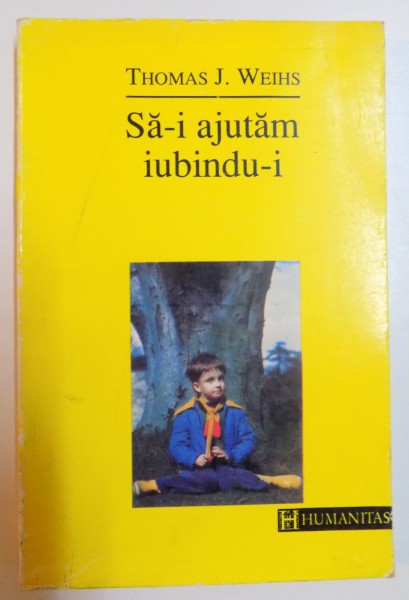 THOMAS J. WEIHS
Să-i ajutăm
iubindu-i
HUMANITAS